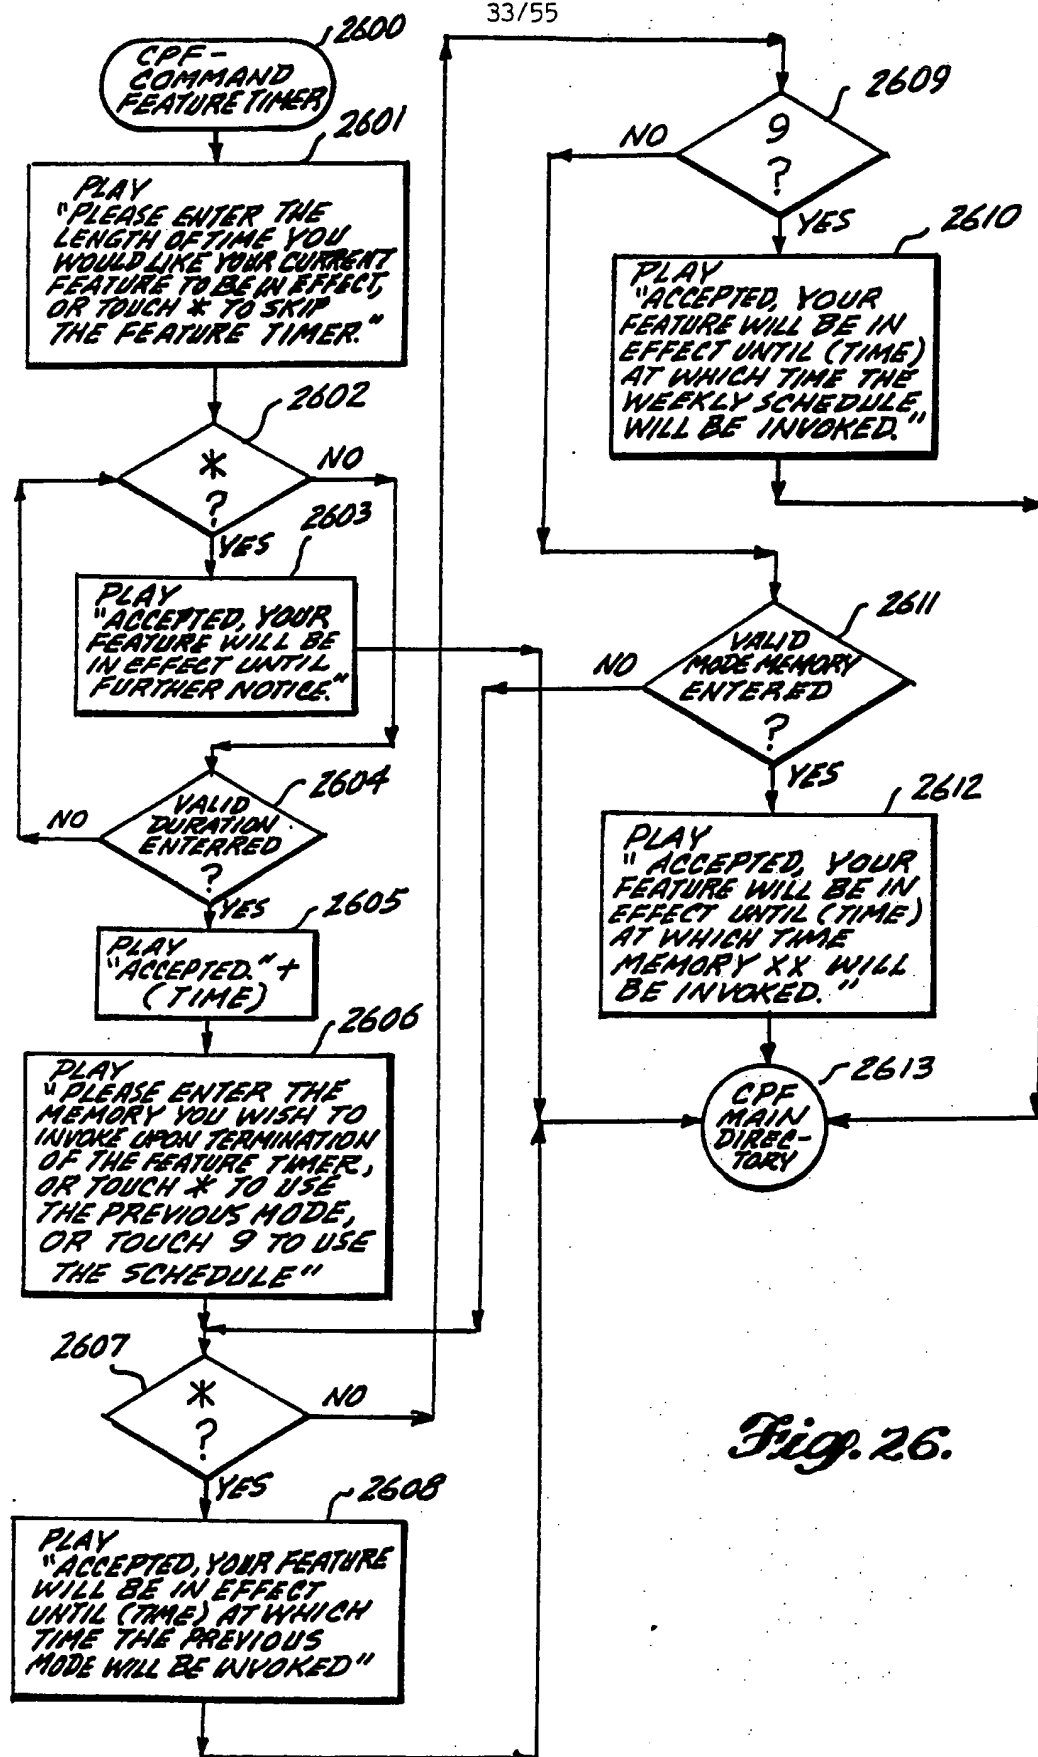 33/55
2600
CPF-
COMMAND
FEATURE TIMER
2601
PLAY
"PLEASE ENTER THE
LENGTH OF TIME YOU
WOULD LIKE YOUR CURRENT
FEATURE TO BE IN EFFECT,
OR TOUCH * TO SKIP
THE FEATURE TIMER."
2602
*
?
NO
YES
2603
PLAY
"ACCEPTED, YOUR
FEATURE WILL BE
IN EFFECT UNTIL
FURTHER NOTICE."
2604
VALID
DURATION
ENTERRED
?
NO
YES
2605
PLAY
"ACCEPTED." +
(TIME)
2606
PLAY
"PLEASE ENTER THE
MEMORY YOU WISH TO
INVOKE UPON TERMINATION
OF THE FEATURE TIMER,
OR TOUCH * TO USE
THE PREVIOUS MODE,
OR TOUCH 9 TO USE
THE SCHEDULE"
2607
*
?
NO
YES
2608
PLAY
"ACCEPTED, YOUR FEATURE
WILL BE IN EFFECT
UNTIL (TIME) AT WHICH
TIME THE PREVIOUS
MODE WILL BE INVOKED"
2609
9
?
NO
YES
2610
PLAY
"ACCEPTED, YOUR
FEATURE WILL BE IN
EFFECT UNTIL (TIME)
AT WHICH TIME THE
WEEKLY SCHEDULE
WILL BE INVOKED."
2611
VALID
MODE MEMORY
ENTERED
?
NO
YES
2612
PLAY
"ACCEPTED, YOUR
FEATURE WILL BE IN
EFFECT UNTIL (TIME)
AT WHICH TIME
MEMORY XX WILL
BE INVOKED."
2613
CPF
MAIN
DIREC-
TORY
Fig. 26.